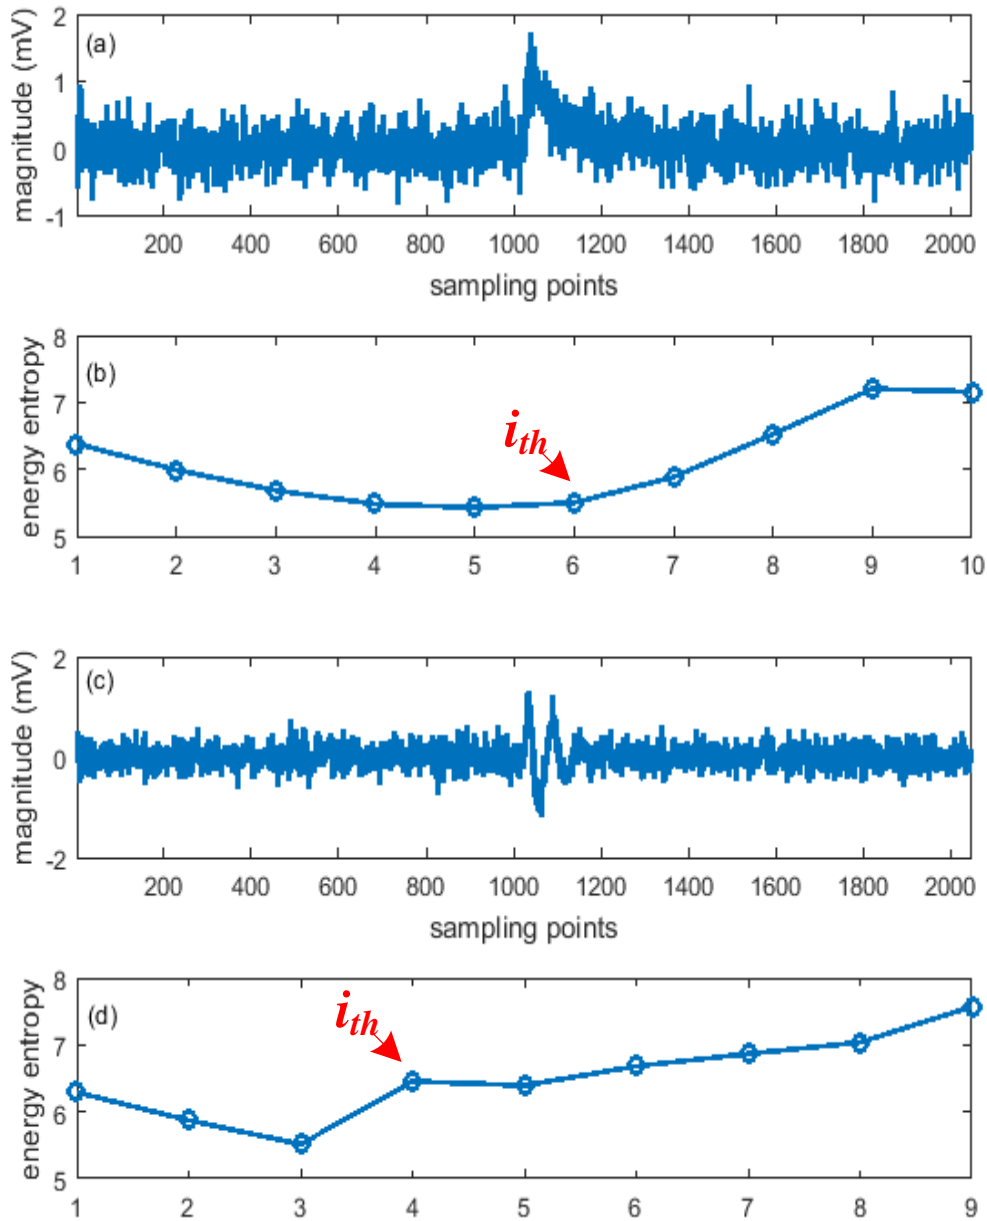 magnitude (mV)
(a)
2
1
0
-1
200 400 600 800 1000 1200 1400 1600 1800 2000
sampling points
energy entropy
(b)
8
7
6
5
i_th
1 2 3 4 5 6 7 8 9 10
magnitude (mV)
(c)
2
0
-2
200 400 600 800 1000 1200 1400 1600 1800 2000
sampling points
energy entropy
(d)
8
7
6
5
i_th
1 2 3 4 5 6 7 8 9